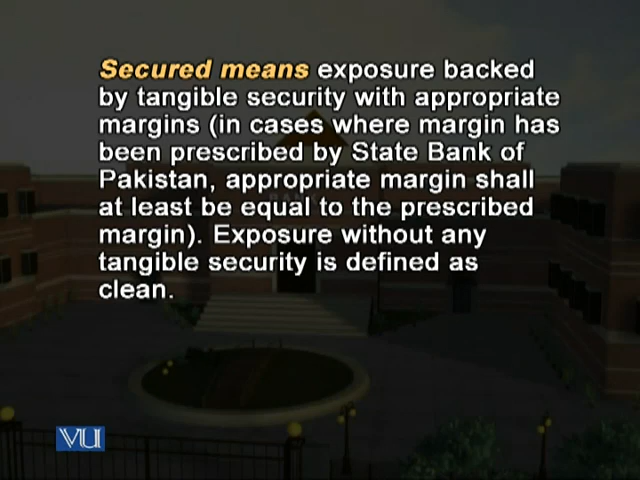 Secured means exposure backed
by tangible security with appropriate
margins (in cases where margin has
been prescribed by State Bank of
Pakistan, appropriate margin shall
at least be equal to the prescribed
margin). Exposure without any
tangible security is defined as
clean.
BANK
VU